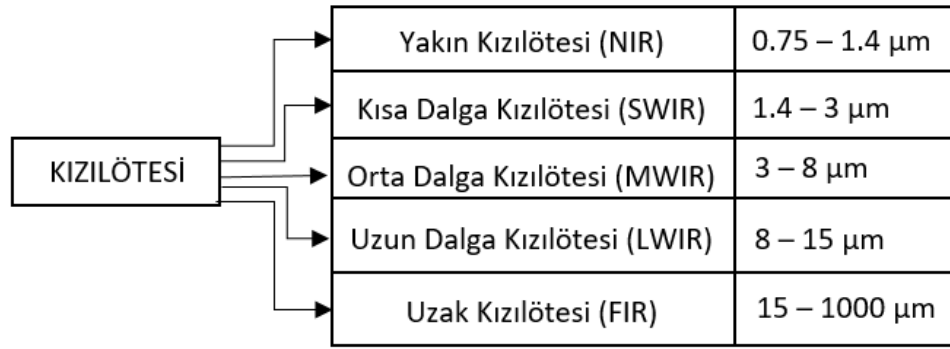 KIZILÖTESİ
Yakın Kızılötesi (NIR) 0.75 – 1.4 µm
Kısa Dalga Kızılötesi (SWIR) 1.4 – 3 µm
Orta Dalga Kızılötesi (MWIR) 3 – 8 µm
Uzun Dalga Kızılötesi (LWIR) 8 – 15 µm
Uzak Kızılötesi (FIR) 15 – 1000 µm